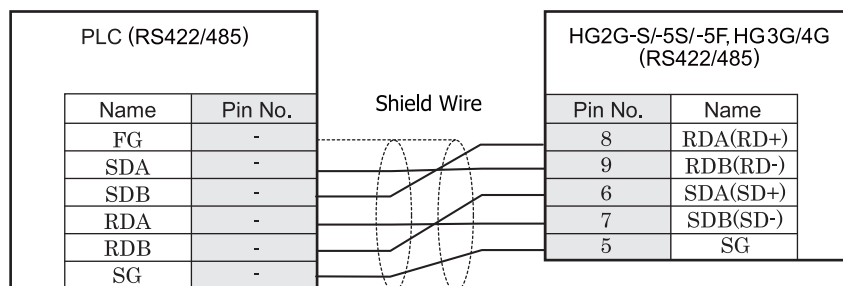 PLC (RS422/485)
Name Pin No.
FG -
SDA -
SDB -
RDA -
RDB -
SG -
Shield Wire
HG2G-S/-5S/-5F, HG3G/4G
(RS422/485)
Pin No. Name
8 RDA(RD+)
9 RDB(RD-)
6 SDA(SD+)
7 SDB(SD-)
5 SG